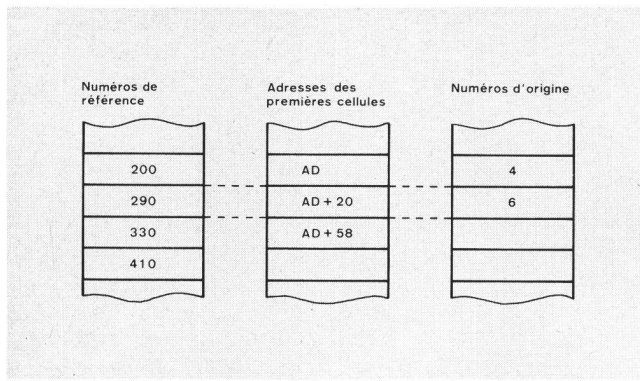 Numéros de
référence
Adresses des
premières cellules
Numéros d'origine
200
AD
4
290
AD + 20
6
330
AD + 58
410